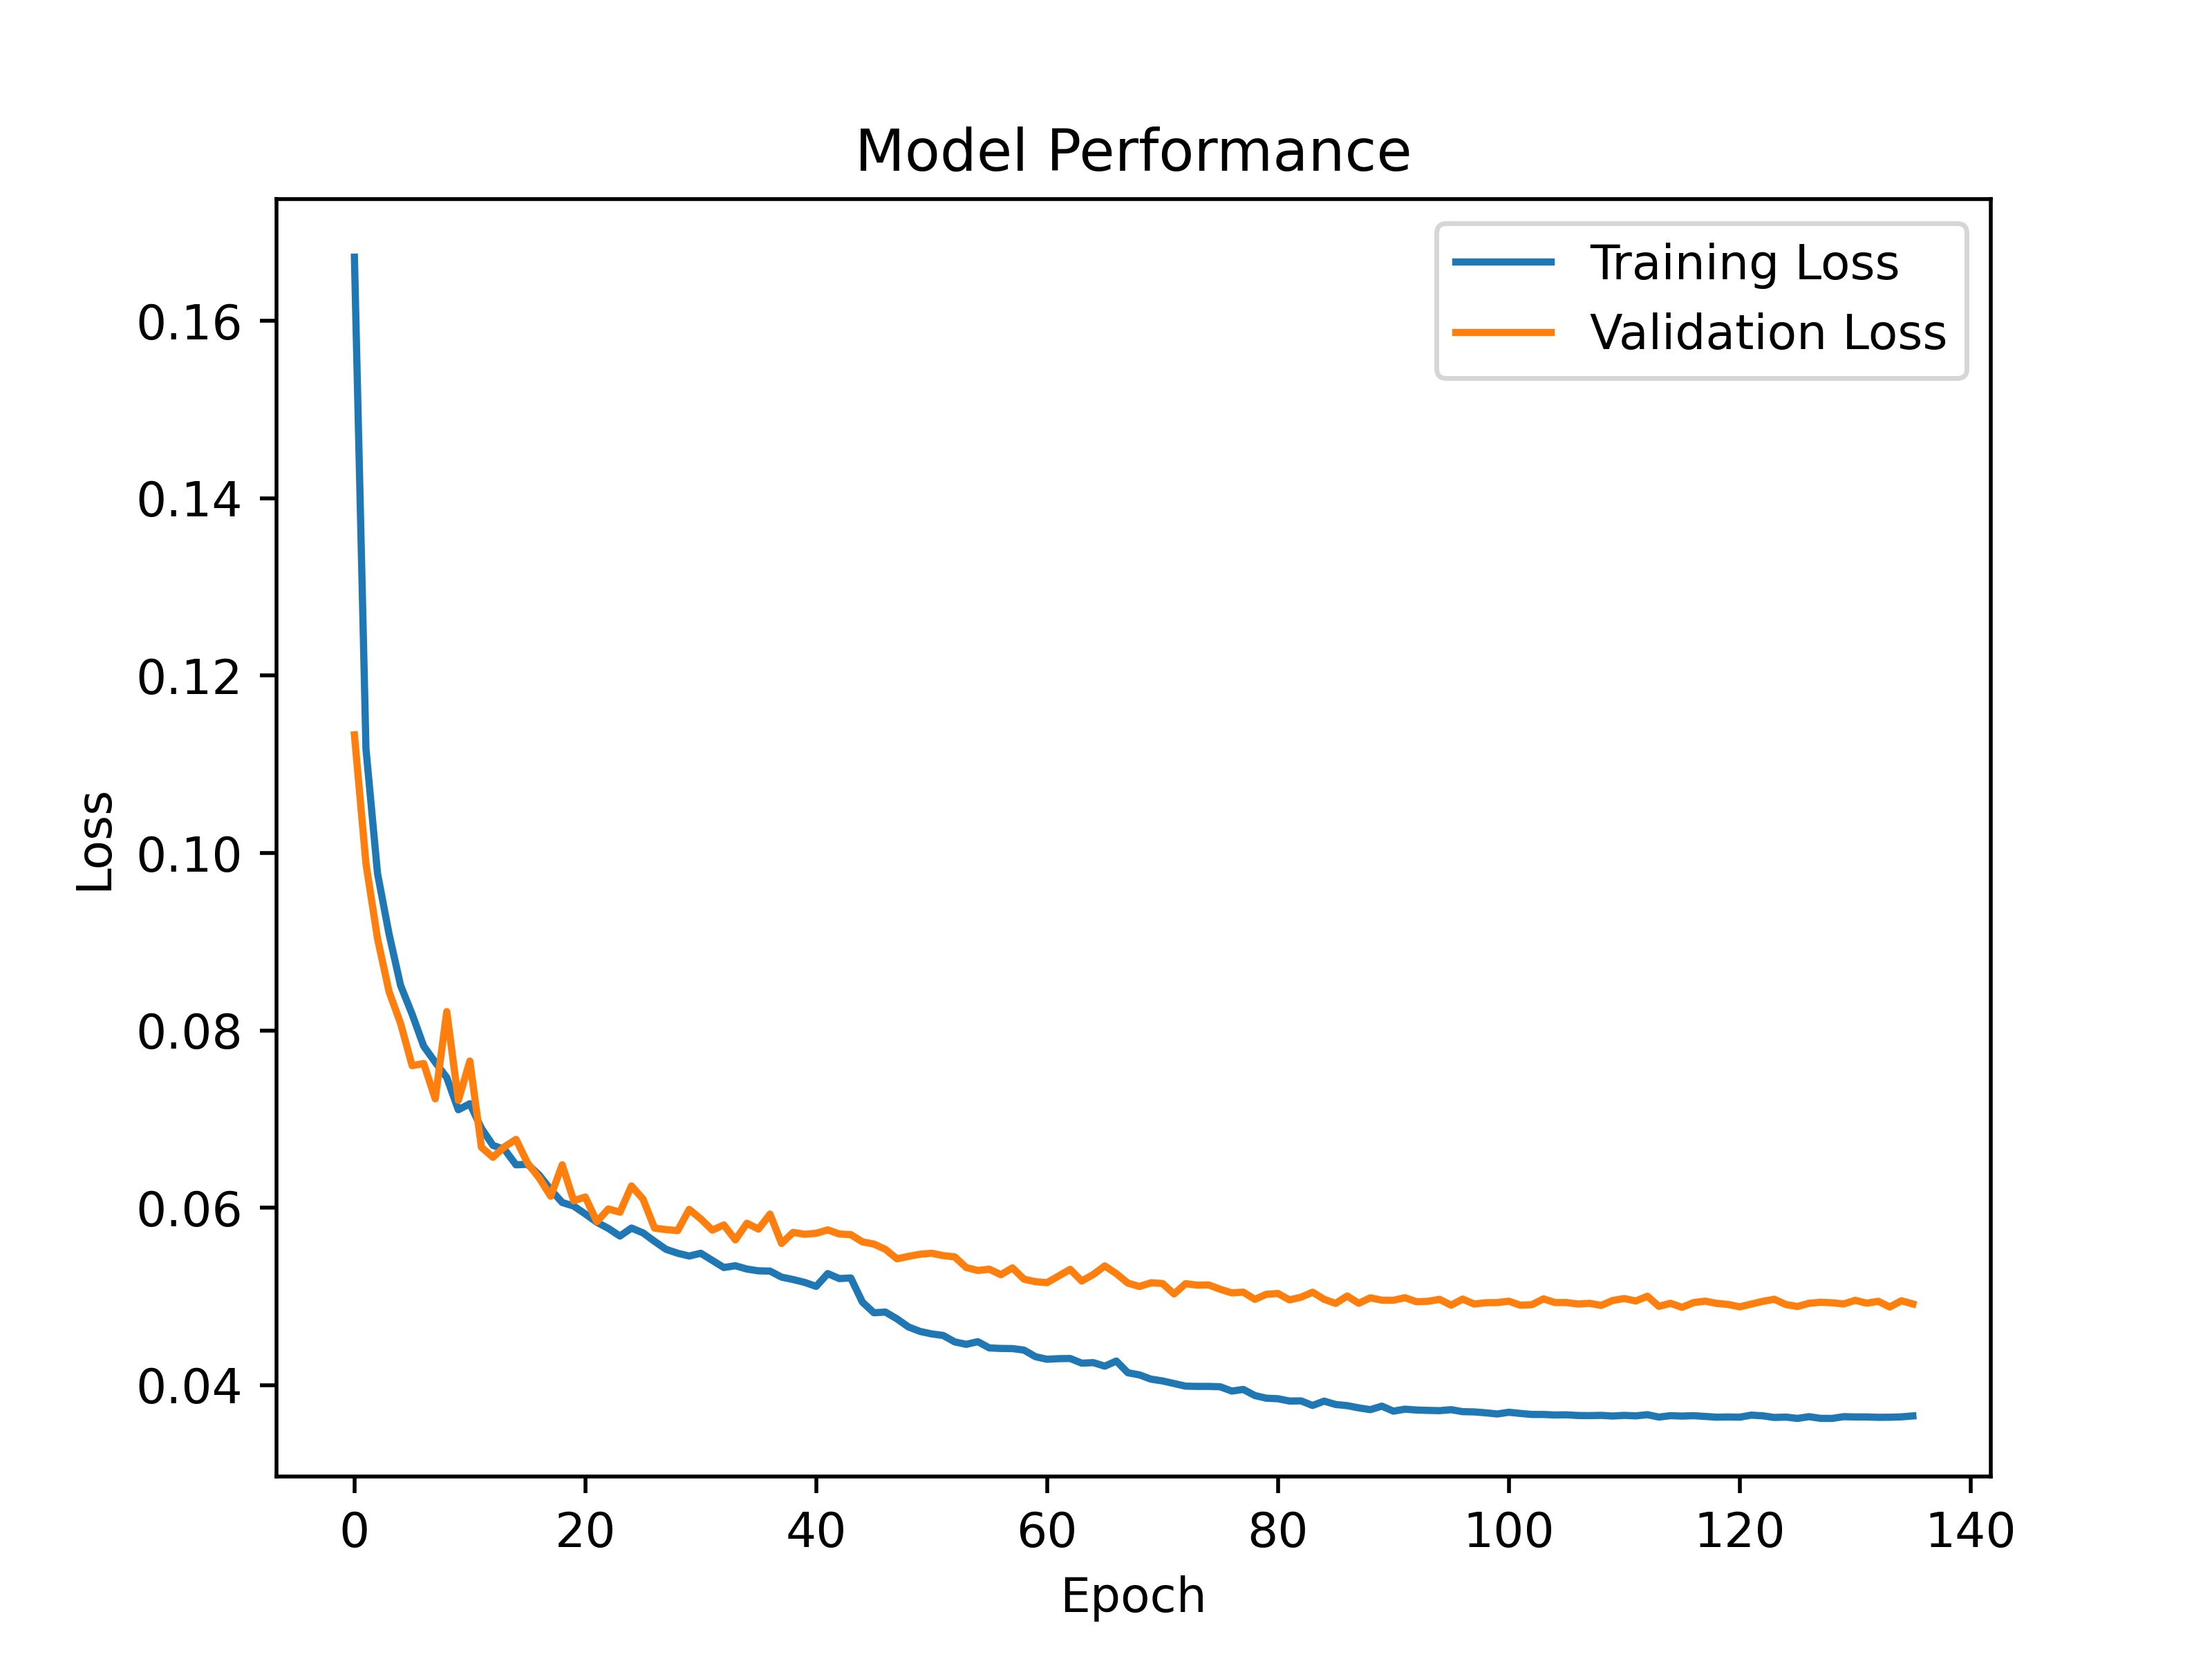 Model Performance
Training Loss
Validation Loss
0.16
0.14
0.12
0.10
0.08
0.06
0.04
Loss
0 20 40 60 80 100 120 140
Epoch